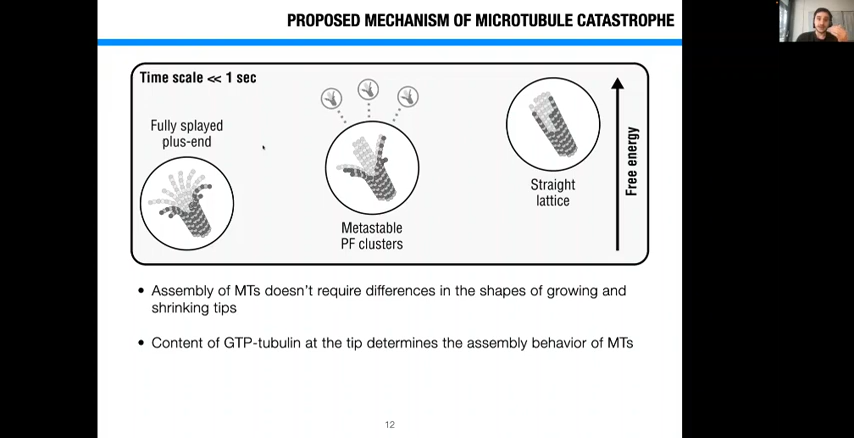 PROPOSED MECHANISM OF MICROTUBULE CATASTROPHE
Time scale << 1 sec
Fully splayed
plus-end
Metastable
PF clusters
Straight
lattice
Free energy
• Assembly of MTs doesn't require differences in the shapes of growing and
shrinking tips
• Content of GTP-tubulin at the tip determines the assembly behavior of MTs
12